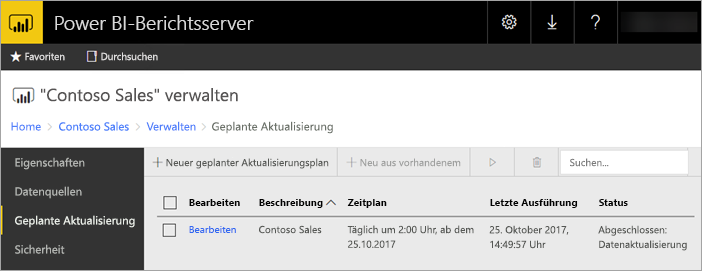 Power BI-Berichtsserver
?
Favoriten Durchsuchen
"Contoso Sales" verwalten
Home > Contoso Sales > Verwalten > Geplante Aktualisierung
Eigenschaften
Datenquellen
Geplante Aktualisierung
Sicherheit
+ Neuer geplanter Aktualisierungsplan + Neu aus vorhandenem Suchen...
Bearbeiten Beschreibung Zeitplan Letzte Ausführung Status
Bearbeiten Contoso Sales Täglich um 2:00 Uhr, ab dem 25. Oktober 2017, Abgeschlossen:
25.10.2017 14:49:57 Uhr Datenaktualisierung